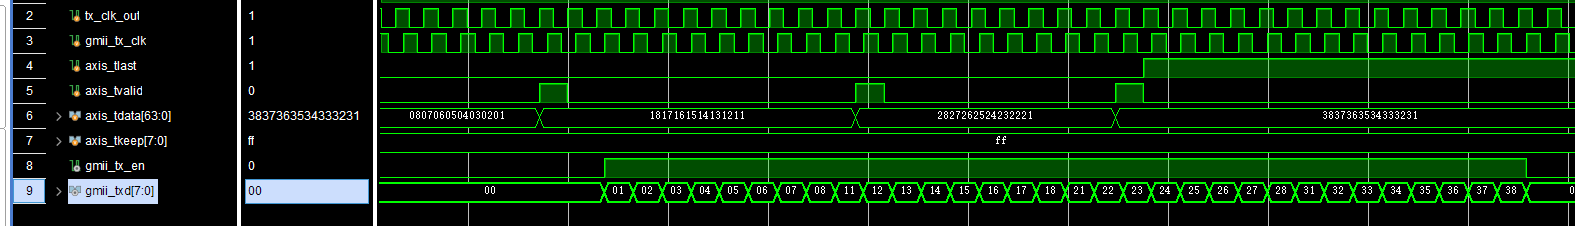 2 tx_clk_out 1
3 gmii_tx_clk 1
4 axis_tlast 1
5 axis_tvalid 0
6 axis_tdata[63:0] 3837363534333231 0807060504030201 1817161514131211 2827262524232221 3837363534333231
7 axis_tkeep[7:0] ff ff
8 gmii_tx_en 0
9 gmii_txd[7:0] 00 00 01 02 03 04 05 06 07 08 11 12 13 14 15 16 17 18 21 22 23 24 25 26 27 28 31 32 33 34 35 36 37 38 0